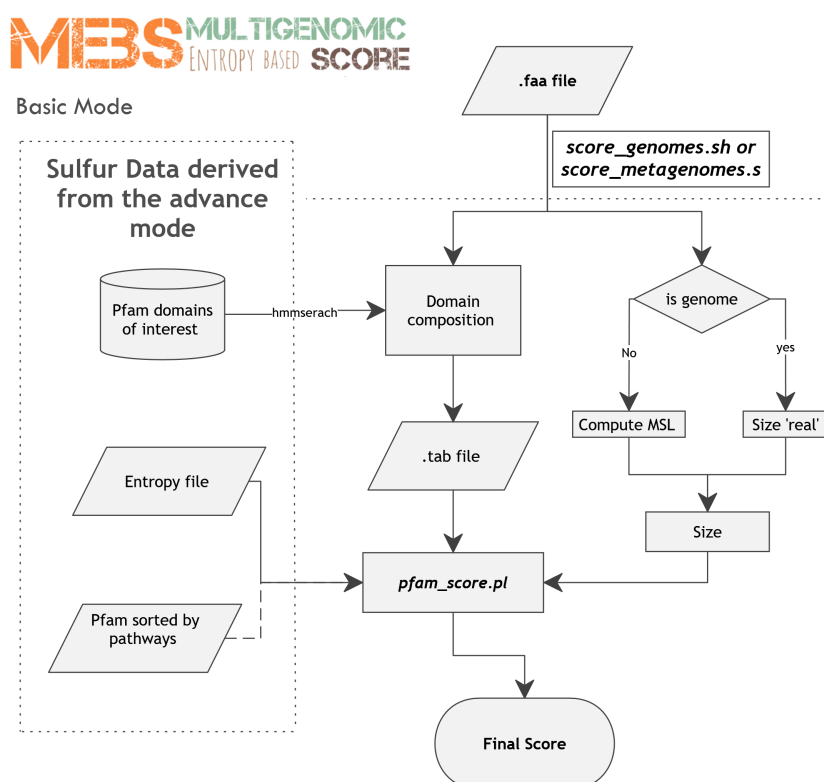 MEBS MULTIGENOMIC
ENTROPY BASED SCORE
Basic Mode
.faa file
score_genomes.sh or
score_metagenomes.s
Sulfur Data derived
from the advance
mode
Pfam domains
of interest
hmmserach
Domain
composition
is genome
No
yes
Compute MSL
Size 'real'
.tab file
Entropy file
Size
pfam_score.pl
Pfam sorted by
pathways
Final Score